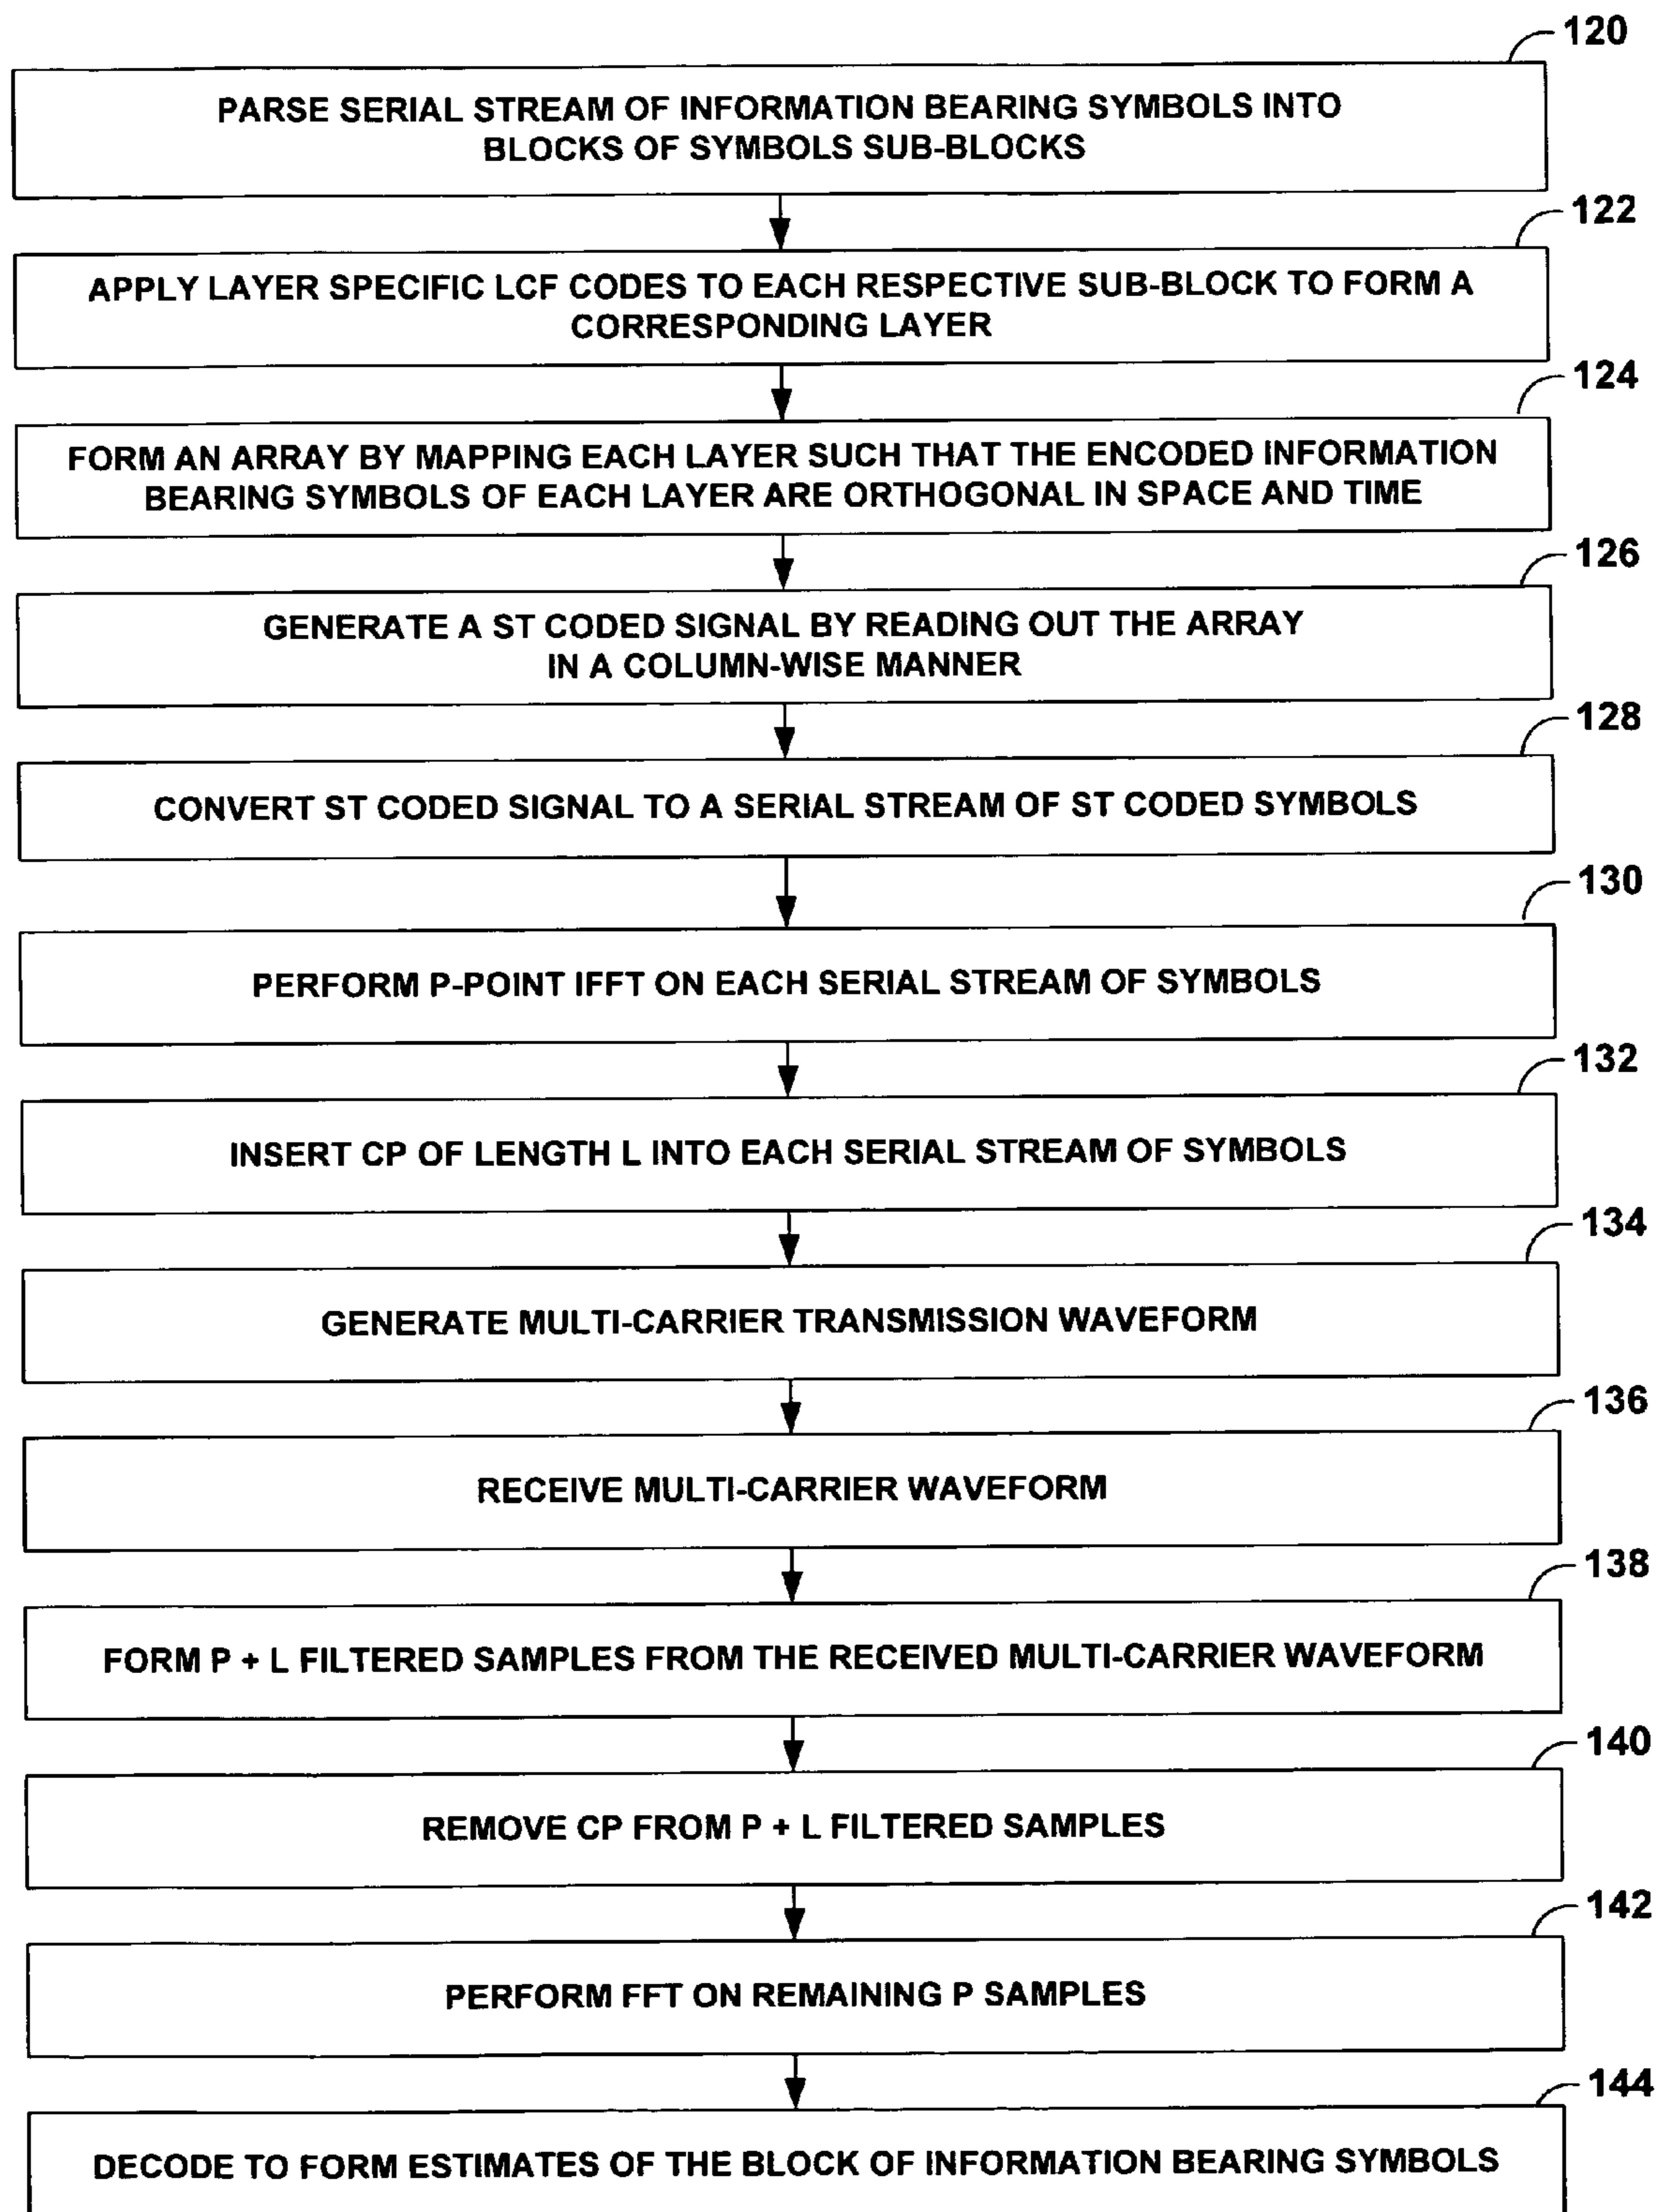 120
PARSE SERIAL STREAM OF INFORMATION BEARING SYMBOLS INTO
BLOCKS OF SYMBOLS SUB-BLOCKS
122
APPLY LAYER SPECIFIC LCF CODES TO EACH RESPECTIVE SUB-BLOCK TO FORM A
CORRESPONDING LAYER
124
FORM AN ARRAY BY MAPPING EACH LAYER SUCH THAT THE ENCODED INFORMATION
BEARING SYMBOLS OF EACH LAYER ARE ORTHOGONAL IN SPACE AND TIME
126
GENERATE A ST CODED SIGNAL BY READING OUT THE ARRAY
IN A COLUMN-WISE MANNER
128
CONVERT ST CODED SIGNAL TO A SERIAL STREAM OF ST CODED SYMBOLS
130
PERFORM P-POINT IFFT ON EACH SERIAL STREAM OF SYMBOLS
132
INSERT CP OF LENGTH L INTO EACH SERIAL STREAM OF SYMBOLS
134
GENERATE MULTI-CARRIER TRANSMISSION WAVEFORM
136
RECEIVE MULTI-CARRIER WAVEFORM
138
FORM P + L FILTERED SAMPLES FROM THE RECEIVED MULTI-CARRIER WAVEFORM
140
REMOVE CP FROM P + L FILTERED SAMPLES
142
PERFORM FFT ON REMAINING P SAMPLES
144
DECODE TO FORM ESTIMATES OF THE BLOCK OF INFORMATION BEARING SYMBOLS